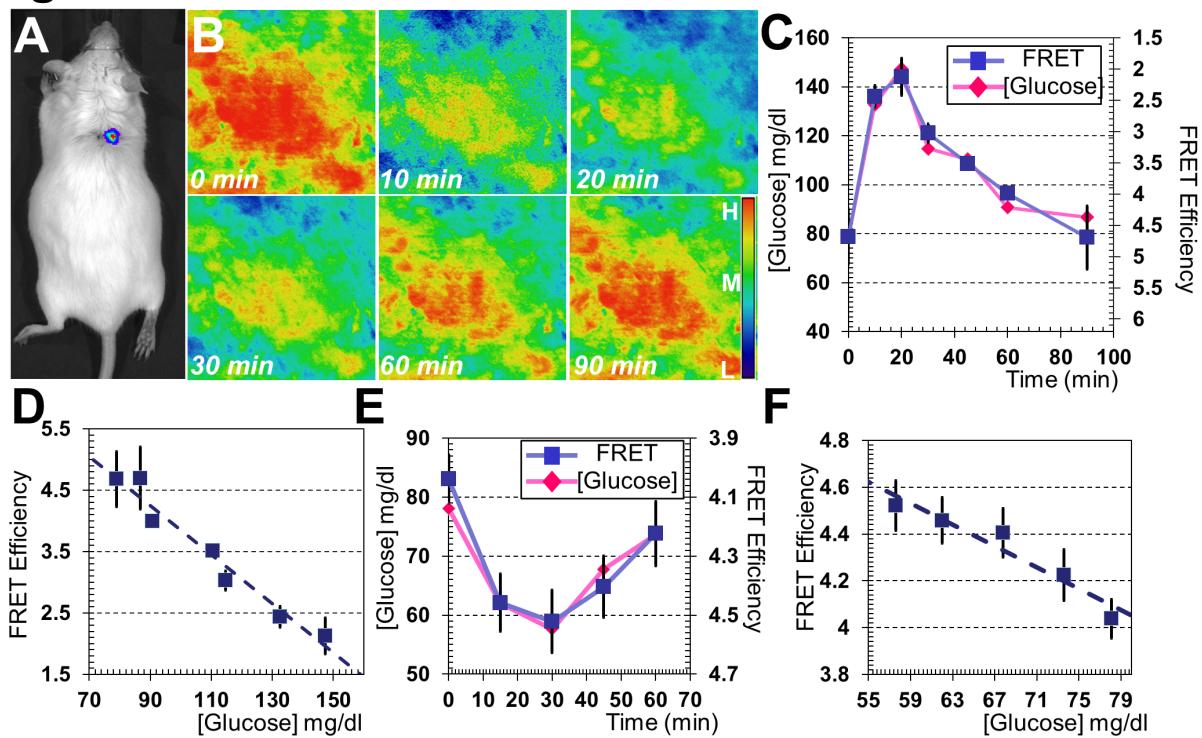 A
B
0 min
10 min
20 min
30 min
60 min
90 min
H
M
L
C
160
140
120
100
80
60
40
[Glucose] mg/dl
1.5
2
2.5
3
3.5
4
4.5
5
5.5
6
FRET Efficiency
FRET
[Glucose]
0 20 40 60 80 100
Time (min)
D
5.5
4.5
3.5
2.5
1.5
FRET Efficiency
70 90 110 130 150
[Glucose] mg/dl
E
90
80
70
60
50
[Glucose] mg/dl
FRET
[Glucose]
3.9
4.1
4.3
4.5
4.7
FRET Efficiency
0 10 20 30 40 50 60 70
Time (min)
F
4.8
4.6
4.4
4.2
4
3.8
FRET Efficiency
55 59 63 67 71 75 79
[Glucose] mg/dl